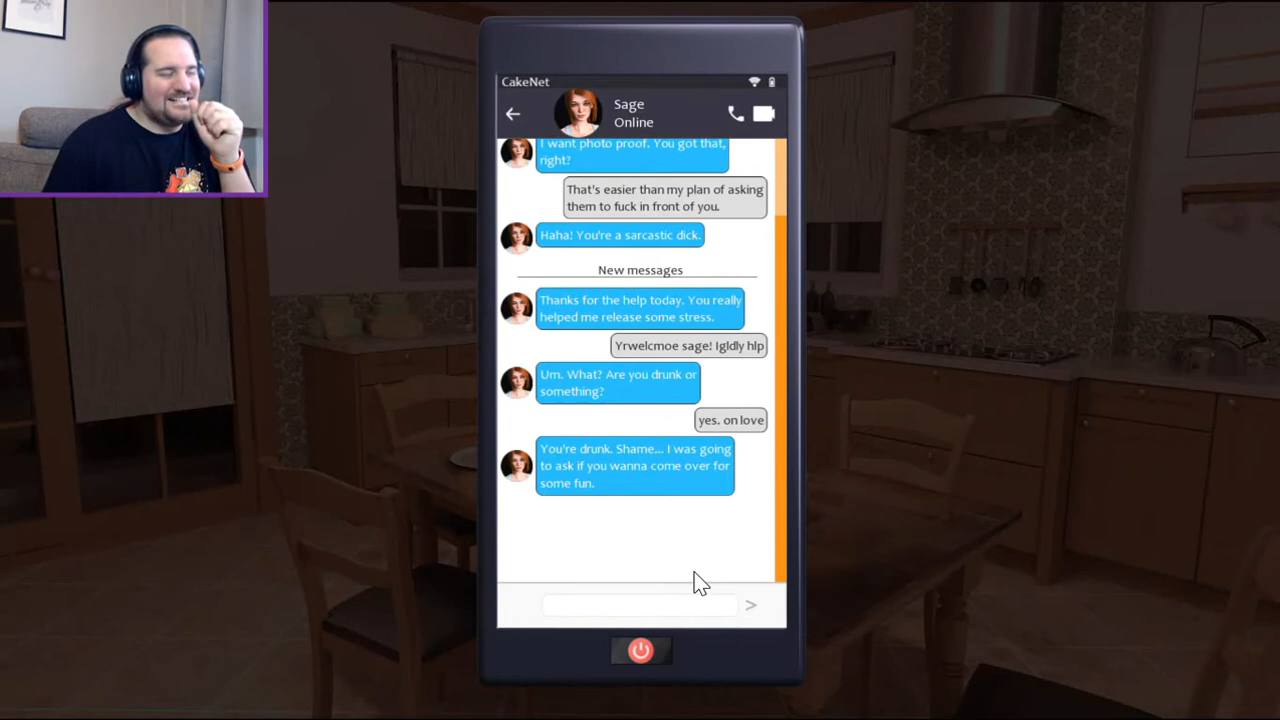 CakeNet
Sage
Online
I want photo proof. You got that,
right?
That's easier than my plan of asking
them to fuck in front of you.
Haha! You're a sarcastic dick.
New messages
Thanks for the help today. You really
helped me release some stress.
Yrwelcmoe sage! Igldly hlp
Um. What? Are you drunk or
something?
yes. on love
You're drunk. Shame... I was going
to ask if you wanna come over for
some fun.